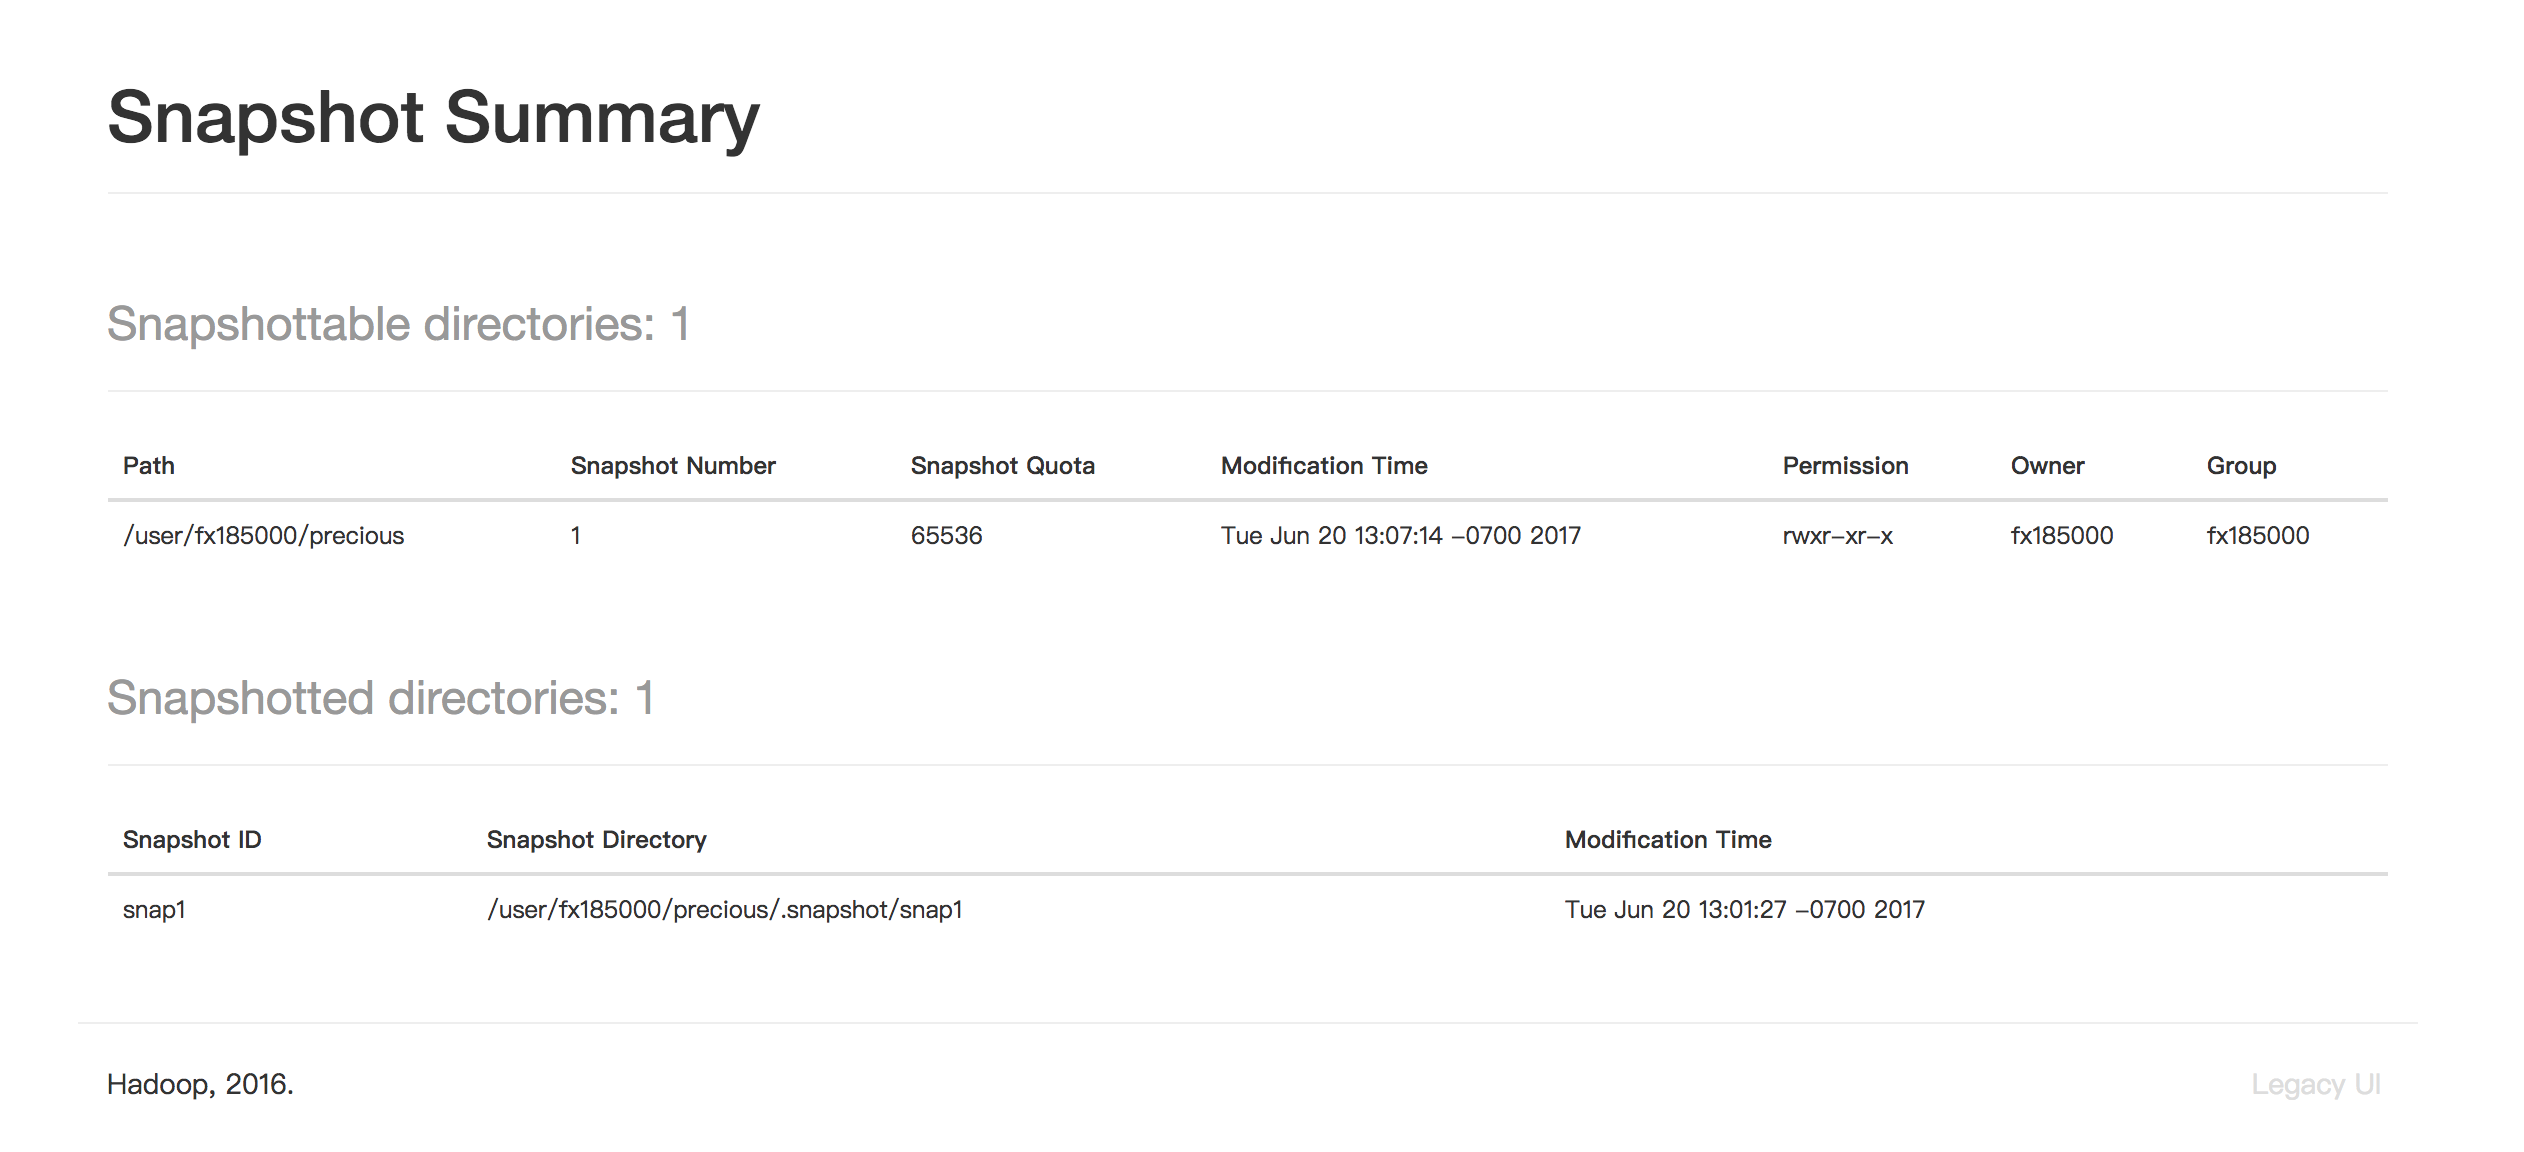 Snapshot Summary
Snapshottable directories: 1
Path Snapshot Number Snapshot Quota Modification Time Permission Owner Group
/user/fx185000/precious 1 65536 Tue Jun 20 13:07:14 -0700 2017 rwxr-xr-x fx185000 fx185000
Snapshotted directories: 1
Snapshot ID Snapshot Directory Modification Time
snap1 /user/fx185000/precious/.snapshot/snap1 Tue Jun 20 13:01:27 -0700 2017
Hadoop, 2016. Legacy UI